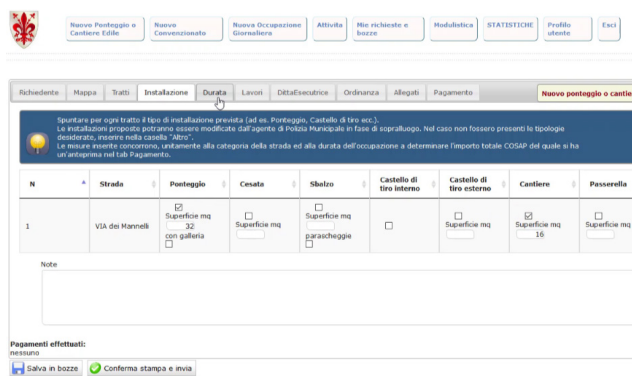 Nuovo Ponteggio o
Cantiere Edile
Nuovo
Convenzionato
Nuova Occupazione
Giornaliera
Attivita
Mie richieste e
bozze
Modulistica
STATISTICHE
Profilo
utente
Esci
Richiedente Mappa Tratti Installazione Durata Lavori DittaEsecutrice Ordinanza Allegati Pagamento
Nuovo ponteggio o cantie
Spuntare per ogni tratto il tipo di installazione prevista (ad es. Ponteggio, Castello di tiro ecc.).
Le installazioni proposte potranno essere modificate dall'agente di Polizia Municipale in fase di sopralluogo. Nel caso non fossero presenti le tipologie
desiderate, inserire nella casella "Altro".
Le misure inserite concorrono, unitamente alla categoria della strada ed alla durata dell'occupazione a determinare l'importo totale COSAP del quale si ha
un'anteprima nel tab Pagamento.
N Strada Ponteggio Cesata Sbalzo Castello di
tiro interno Castello di
tiro esterno Cantiere Passerella
1
VIA dei Mannelli
Superficie mq
32
con galleria
Superficie mq
Superficie mq
parascheggie
Superficie mq
Superficie mq
16
Superficie mq
Note
Pagamenti effettuati:
nessuno
Salva in bozze Conferma stampa e invia